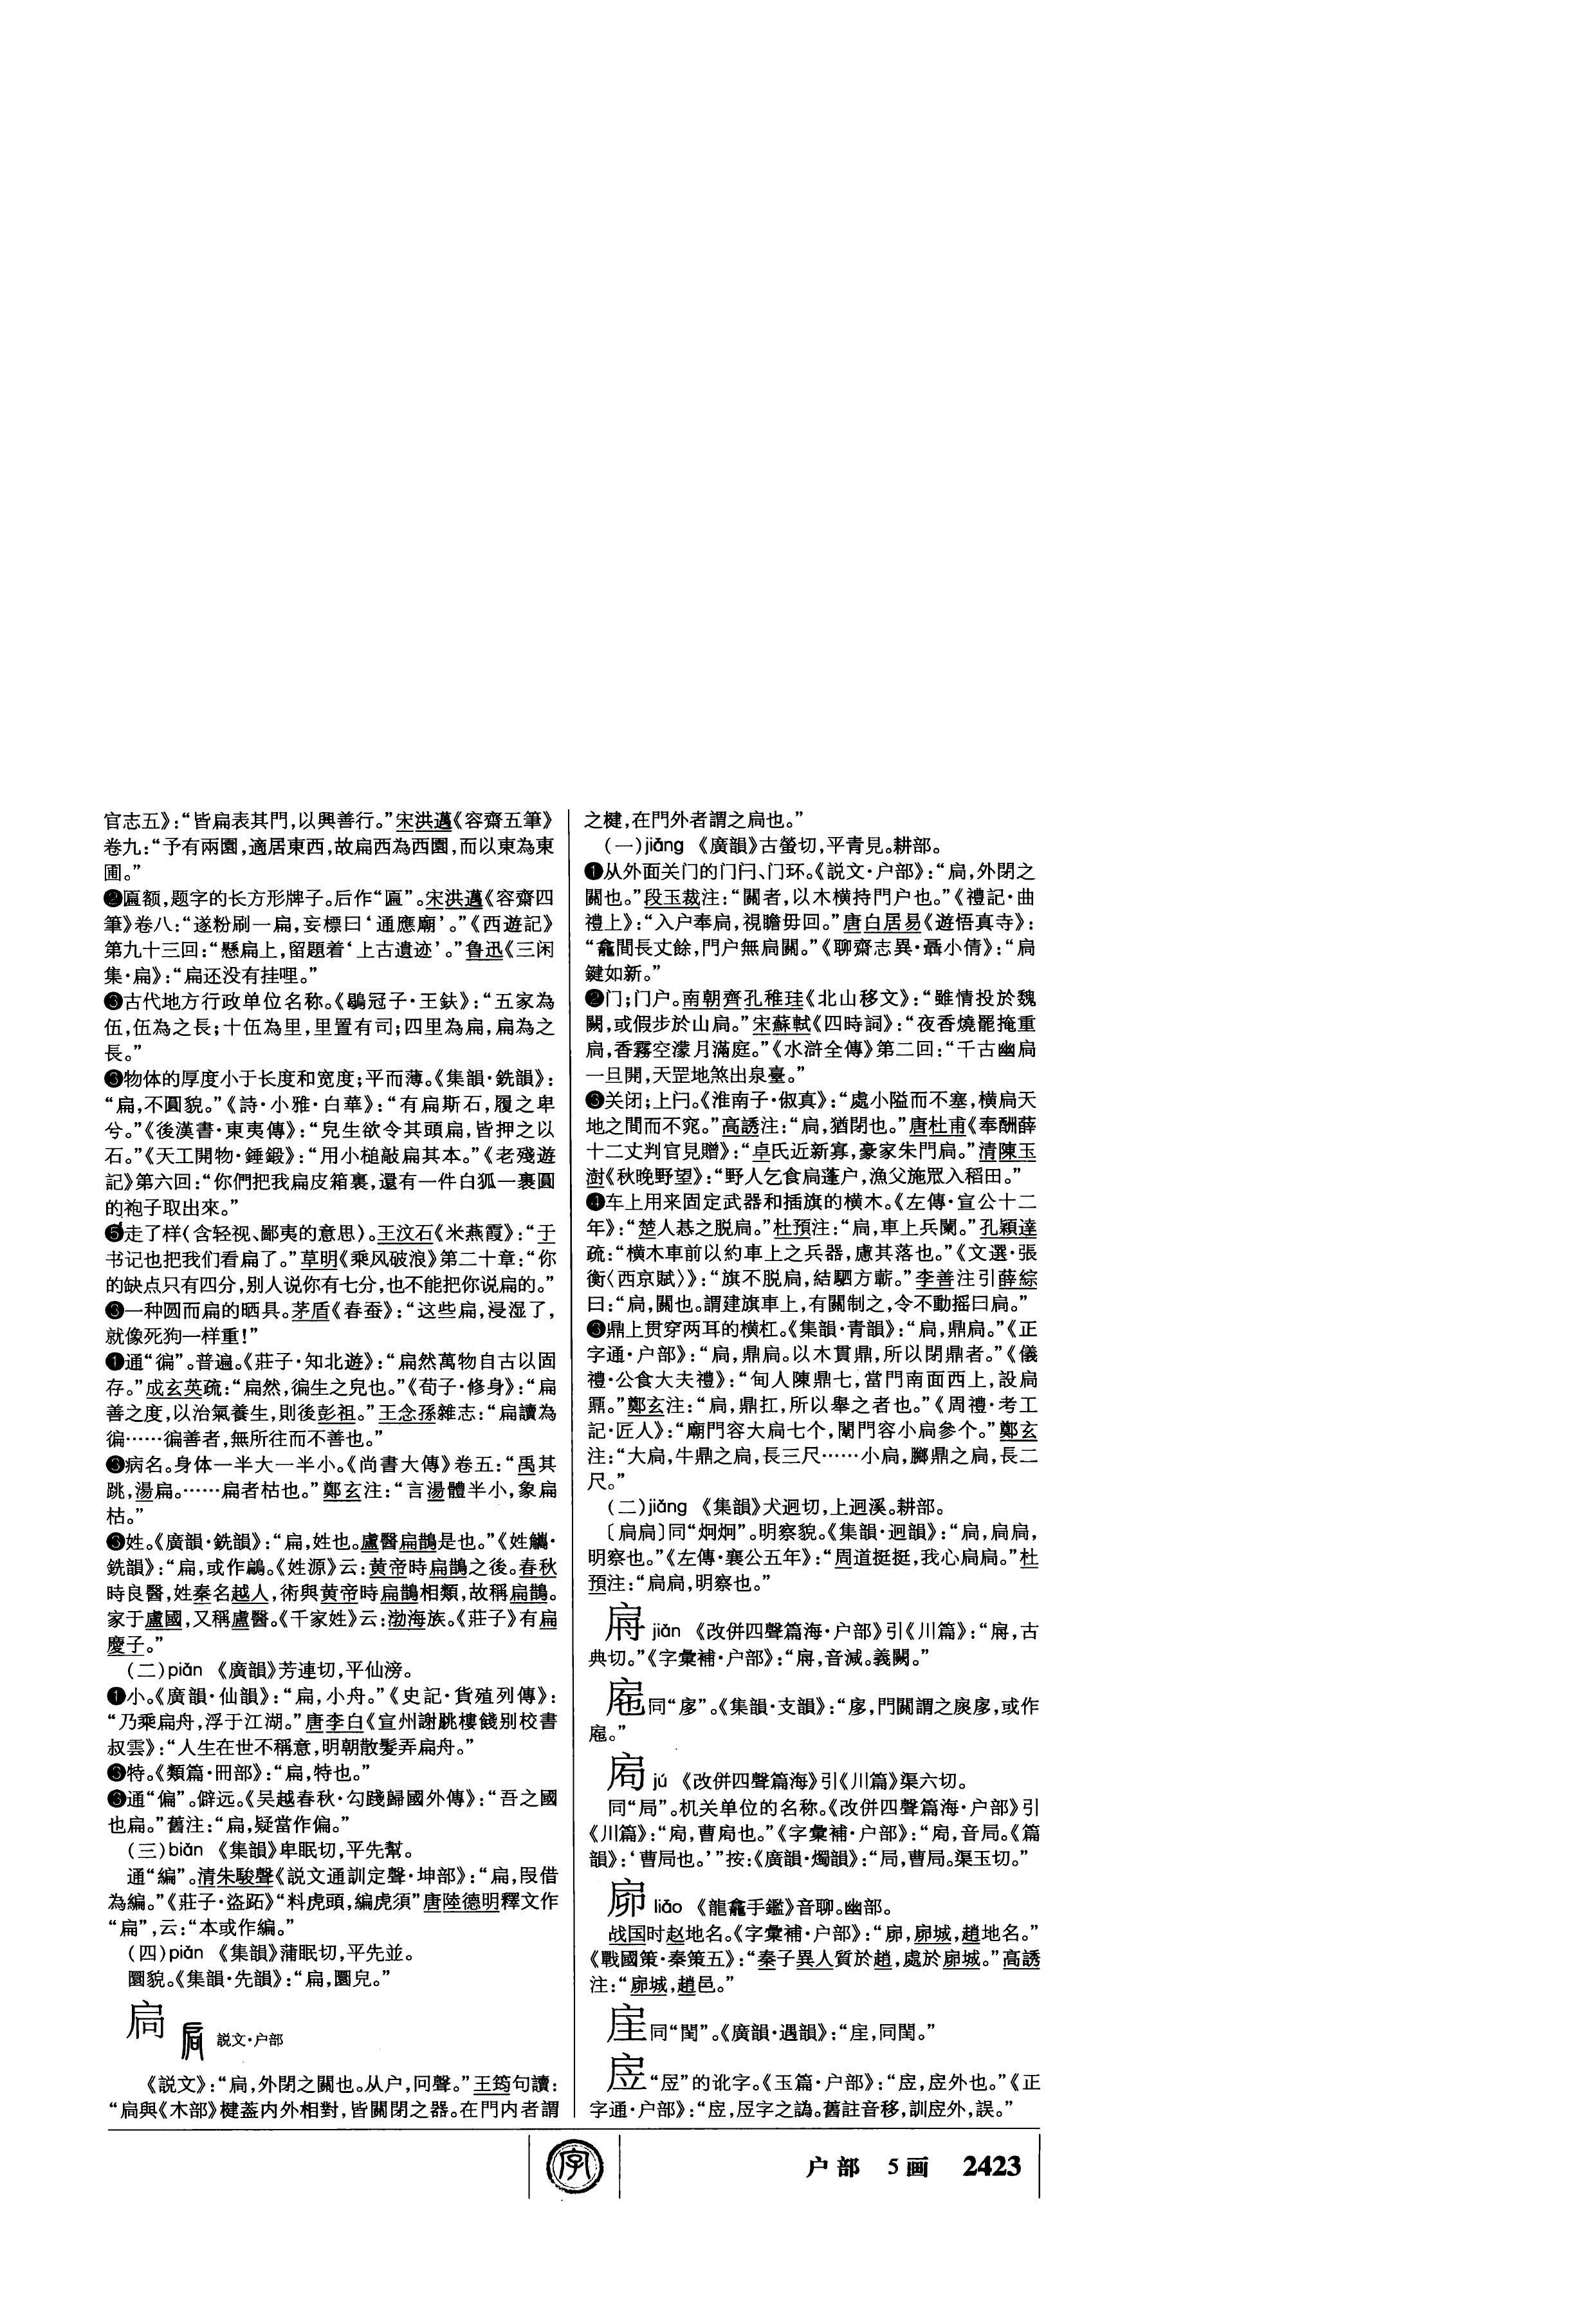 官志五》：“皆扁表其門，以興善行。”宋洪邁《容齋五筆》
卷九：“予有兩園，適居東西，故扁西為西園，而以東為東
圃。”
❷匾额，题字的长方形牌子。后作“匾”。宋洪邁《容齋四
筆》卷八：“遂粉刷一扁，妄標曰‘通應廟’。”《西遊記》
第九十三回：“懸扁上，留題着‘上古遺迹’。”鲁迅《三闲
集·扁》：“扁还没有挂哩。”
❸古代地方行政单位名称。《鶡冠子·王鈇》：“五家為
伍，伍為之長；十伍為里，里置有司；四里為扁，扁為之
長。”
❸物体的厚度小于长度和宽度；平而薄。《集韻·銑韻》：
“扁，不圓貌。”《詩·小雅·白華》：“有扁斯石，履之卑
兮。”《後漢書·東夷傳》：“兒生欲令其頭扁，皆押之以
石。”《天工開物·錘鍛》：“用小槌敲扁其本。”《老殘遊
記》第六回：“你們把我扁皮箱裏，還有一件白狐一裹圓
的袍子取出來。”
❺走了样（含轻视、鄙夷的意思）。王汶石《米燕霞》：“于
书记也把我们看扁了。”草明《乘风破浪》第二十章：“你
的缺点只有四分，别人说你有七分，也不能把你说扁的。”
❸一种圆而扁的晒具。茅盾《春蚕》：“这些扁，浸湿了，
就像死狗一样重！”
❶通“徧”。普遍。《莊子·知北遊》：“扁然萬物自古以固
存。”成玄英疏：“扁然，徧生之皃也。”《荀子·修身》：“扁
善之度，以治氣養生，則後彭祖。”王念孫雜志：“扁讀為
徧……徧善者，無所往而不善也。”
❸病名。身体一半大一半小。《尚書大傳》卷五：“禹其
跳，湯扁。……扁者枯也。”鄭玄注：“言湯體半小，象扁
枯。”
❸姓。《廣韻·銑韻》：“扁，姓也。盧醫扁鵲是也。”《姓觿·
銑韻》：“扁，或作鶣。《姓源》云：黄帝時扁鵲之後。春秋
時良醫，姓秦名越人，術與黄帝時扁鵲相類，故稱扁鵲。
家于盧國，又稱盧醫。《千家姓》云：渤海族。《莊子》有扁
慶子。”
（二）piān 《廣韻》芳連切，平仙滂。
❶小。《廣韻·仙韻》：“扁，小舟。”《史記·貨殖列傳》：
“乃乘扁舟，浮于江湖。”唐李白《宣州謝脁樓餞别校書
叔雲》：“人生在世不稱意，明朝散髮弄扁舟。”
❸特。《類篇·冊部》：“扁，特也。”
❸通“偏”。僻远。《吴越春秋·勾踐歸國外傳》：“吾之國
也扁。”舊注：“扁，疑當作偏。”
（三）biān 《集韻》卑眠切，平先幫。
通“編”。清朱駿聲《説文通訓定聲·坤部》：“扁，叚借
為編。”《莊子·盜跖》“料虎頭，編虎須”唐陸德明釋文作
“扁”，云：“本或作編。”
（四）piān 《集韻》蒲眠切，平先並。
圜貌。《集韻·先韻》：“扁，圜皃。”
扃 説文·户部
《説文》：“扃，外閉之關也。从户，冋聲。”王筠句讀：
“扃與《木部》楗蓋内外相對，皆關閉之器。在門内者謂
之楗，在門外者謂之扃也。”
（一）jiāng 《廣韻》古螢切，平青見。耕部。
❶从外面关门的门闩、门环。《説文·户部》：“扃，外閉之
關也。”段玉裁注：“關者，以木横持門户也。”《禮記·曲
禮上》：“入户奉扃，視瞻毋回。”唐白居易《遊悟真寺》：
“龕間長丈餘，門户無扃關。”《聊齋志異·聶小倩》：“扃
鍵如新。”
❷门；门户。南朝齊孔稚珪《北山移文》：“雖情投於魏
闕，或假步於山扃。”宋蘇軾《四時詞》：“夜香燒罷掩重
扃，香霧空濛月滿庭。”《水滸全傳》第二回：“千古幽扃
一旦開，天罡地煞出泉臺。”
❸关闭；上闩。《淮南子·俶真》：“處小隘而不塞，横扃天
地之間而不窕。”高誘注：“扃，猶閉也。”唐杜甫《奉酬薛
十二丈判官見贈》：“卓氏近新寡，豪家朱門扃。”清陳玉
澍《秋晚野望》：“野人乞食扃蓬户，漁父施罛入稻田。”
❹车上用来固定武器和插旗的横木。《左傳·宣公十二
年》：“楚人惎之脱扃。”杜預注：“扃，車上兵闌。”孔穎達
疏：“横木車前以約車上之兵器，慮其落也。”《文選·張
衡〈西京賦〉》：“旗不脱扃，結駟方蘄。”李善注引薛綜
曰：“扃，關也。謂建旗車上，有關制之，令不動摇曰扃。”
❸鼎上贯穿两耳的横杠。《集韻·青韻》：“扃，鼎扃。”《正
字通·户部》：“扃，鼎扃。以木貫鼎，所以閉鼎者。”《儀
禮·公食大夫禮》：“甸人陳鼎七，當門南面西上，設扃
鼏。”鄭玄注：“扃，鼎扛，所以舉之者也。”《周禮·考工
記·匠人》：“廟門容大扃七个，闈門容小扃參个。”鄭玄
注：“大扃，牛鼎之扃，長三尺……小扃，膷鼎之扃，長二
尺。”
（二）jiāng 《集韻》犬迥切，上迥溪。耕部。
〔扃扃〕同“炯炯”。明察貌。《集韻·迥韻》：“扃，扃扃，
明察也。”《左傳·襄公五年》：“周道挺挺，我心扃扃。”杜
預注：“扃扃，明察也。”
jiǎn 《改併四聲篇海·户部》引《川篇》：“，古
典切。”《字彙補·户部》：“，音減。義闕。”
同“扅”。《集韻·支韻》：“扅，門關謂之扊扅，或作
。”
jú 《改併四聲篇海》引《川篇》渠六切。
同“局”。机关单位的名称。《改併四聲篇海·户部》引
《川篇》：“，曹也。”《字彙補·户部》：“，音局。《篇
韻》：‘曹局也。’”按：《廣韻·燭韻》：“局，曹局。渠玉切。”
liǎo 《龍龕手鑑》音聊。幽部。
战国时赵地名。《字彙補·户部》：“，城，趙地名。”
《戰國策·秦策五》：“秦子異人質於趙，處於城。”高誘
注：“城，趙邑。”
同“閏”。《廣韻·遇韻》：“，同閏。”
“㞐”的讹字。《玉篇·户部》：“，外也。”《正
字通·户部》：“，字之譌。舊註音移，訓外，誤。”
户部 5画 2423